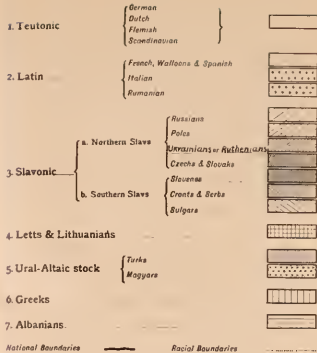 German
Dutch
1. Teutonic
Flemish
Scandinavian
French, Walloons & Spanish
2. Latin
Italian
Rumanian
Russians
Poles
a. Northern Slavs
Ukranians or Ruthenians
Czechs & Slovaks
3. Slavonic
Slovenes
b. Southern Slavs
Croats & Serbs
Bulgars
4. Letts & Lithuanians
Turks
5. Ural-Altaic stock
Magyars
6. Greeks
7. Albanians.
National Boundaries
Racial Boundaries